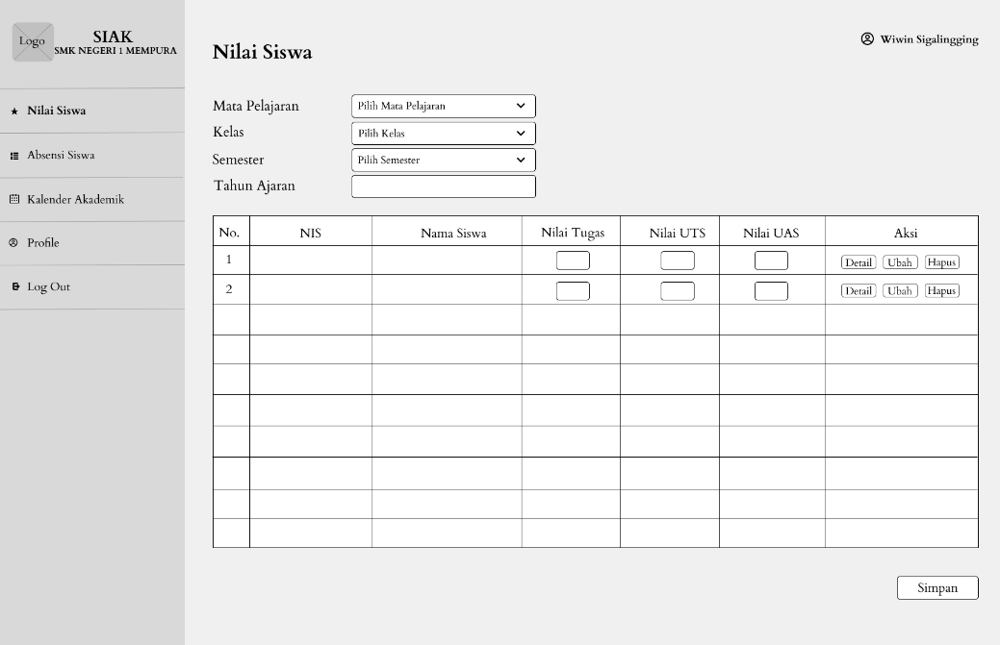 Logo
SIAK
SMK NEGERI 1 MEMPURA
Nilai Siswa
Absensi Siswa
Kalender Akademik
Profile
Log Out
Wiwin Sigalingging
Nilai Siswa
Mata Pelajaran Pilih Mata Pelajaran
Kelas Pilih Kelas
Semester Pilih Semester
Tahun Ajaran
No. NIS Nama Siswa Nilai Tugas Nilai UTS Nilai UAS Aksi
1 Detail Ubah Hapus
2 Detail Ubah Hapus
Simpan